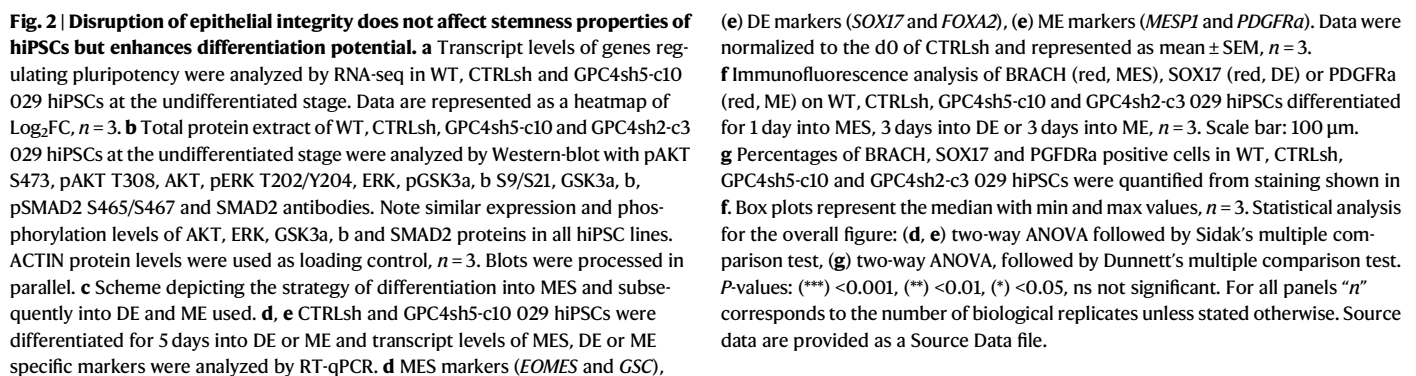 Fig. 2 | Disruption of epithelial integrity does not affect stemness properties of
hiPSCs but enhances differentiation potential. a Transcript levels of genes reg-
ulating pluripotency were analyzed by RNA-seq in WT, CTRLsh and GPC4sh5-c10
029 hiPSCs at the undifferentiated stage. Data are represented as a heatmap of
Log₂FC, n = 3. b Total protein extract of WT, CTRLsh, GPC4sh5-c10 and GPC4sh2-c3
029 hiPSCs at the undifferentiated stage were analyzed by Western-blot with pAKT
S473, pAKT T308, AKT, pERK T202/Y204, ERK, pGSK3a, b S9/S21, GSK3a, b,
pSMAD2 S465/S467 and SMAD2 antibodies. Note similar expression and phos-
phorylation levels of AKT, ERK, GSK3a, b and SMAD2 proteins in all hiPSC lines.
ACTIN protein levels were used as loading control, n = 3. Blots were processed in
parallel. c Scheme depicting the strategy of differentiation into MES and subse-
quently into DE and ME used. d, e CTRLsh and GPC4sh5-c10 029 hiPSCs were
differentiated for 5 days into DE or ME and transcript levels of MES, DE or ME
specific markers were analyzed by RT-qPCR. d MES markers (EOMES and GSC),
(e) DE markers (SOX17 and FOXA2), (e) ME markers (MESP1 and PDGFRa). Data were
normalized to the d0 of CTRLsh and represented as mean ± SEM, n = 3.
f Immunofluorescence analysis of BRACH (red, MES), SOX17 (red, DE) or PDGFRa
(red, ME) on WT, CTRLsh, GPC4sh5-c10 and GPC4sh2-c3 029 hiPSCs differentiated
for 1 day into MES, 3 days into DE or 3 days into ME, n = 3. Scale bar: 100 μm.
g Percentages of BRACH, SOX17 and PGFDRa positive cells in WT, CTRLsh,
GPC4sh5-c10 and GPC4sh2-c3 029 hiPSCs were quantified from staining shown in
f. Box plots represent the median with min and max values, n = 3. Statistical analysis
for the overall figure: (d, e) two-way ANOVA followed by Sidak's multiple com-
parison test, (g) two-way ANOVA, followed by Dunnett's multiple comparison test.
P-values: (***) <0.001, (**) <0.01, (*) <0.05, ns not significant. For all panels “n”
corresponds to the number of biological replicates unless stated otherwise. Source
data are provided as a Source Data file.